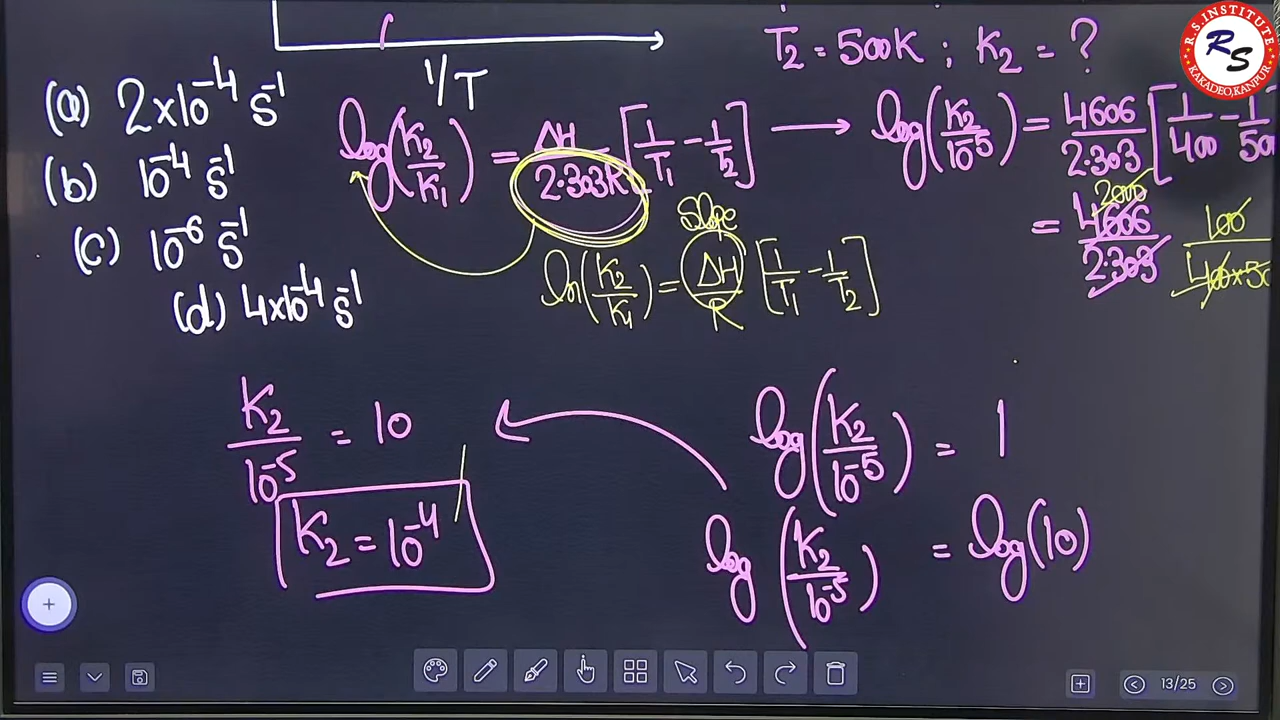 T₂ = 500K ; K₂ = ?
R.S. INSTITUTE
RS
KAKADEO, KANPUR
1/T
(a) 2×10⁻⁴ S⁻¹
(b) 10⁻⁴ S⁻¹
(c) 10⁻⁶ S⁻¹
(d) 4×10⁻⁴ S⁻¹
log(K₂/K₁) = ΔH/2.303R [1/T₁ - 1/T₂] → log(K₂/10⁻⁵) = 4606/2.303 [1/400 - 1/500
= 4606/2.303 100/400×50
2000
slope
ln(K₂/K₁) = ΔH/R [1/T₁ - 1/T₂]
log(K₂/10⁻⁵) = 1
log(K₂/10⁻⁵) = log(10)
K₂/10⁻⁵ = 10
K₂ = 10⁻⁴
13/25